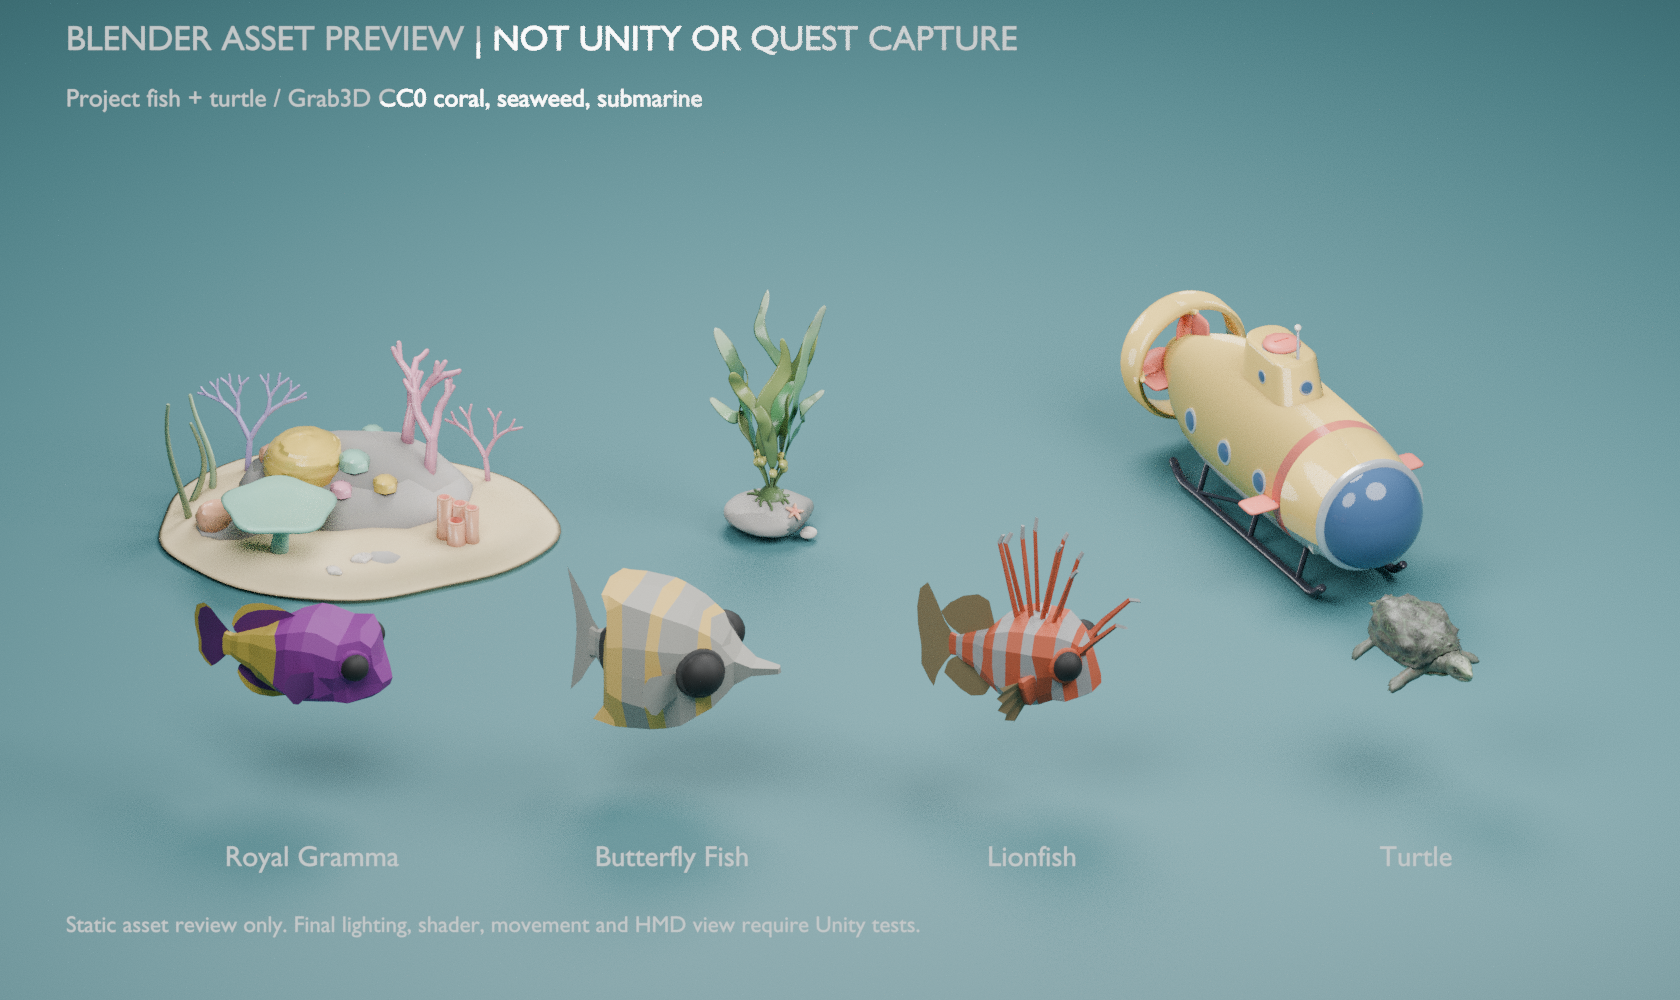 BLENDER ASSET PREVIEW | NOT UNITY OR QUEST CAPTURE
Project fish + turtle / Grab3D CC0 coral, seaweed, submarine
Royal Gramma
Butterfly Fish
Lionfish
Turtle
Static asset review only. Final lighting, shader, movement and HMD view require Unity tests.